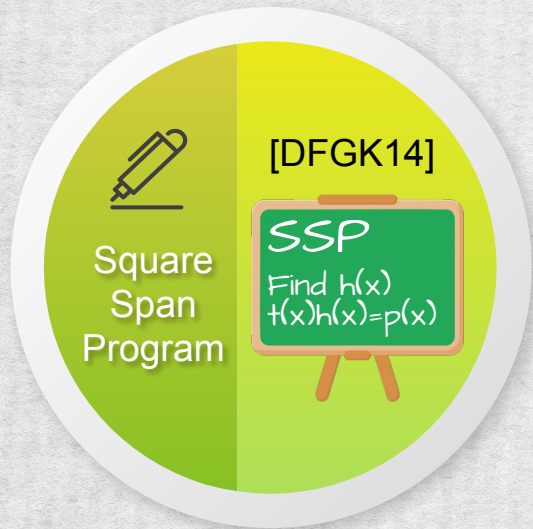 Square
Span
Program
[DFGK14]
SSP
Find h(x)
t(x)h(x)=p(x)